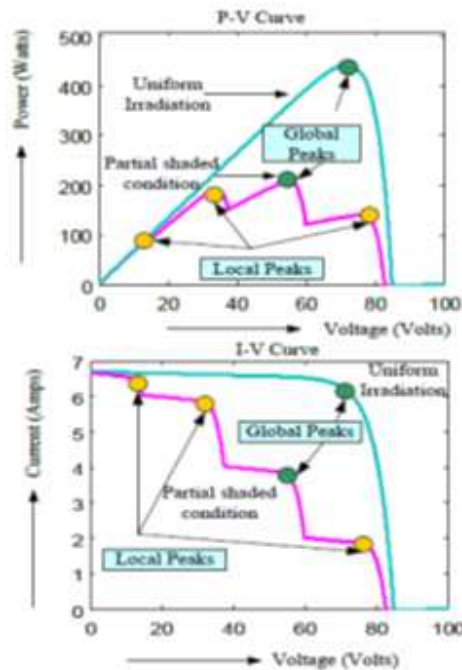 P-V Curve
500
400
300
200
100
0
Power (Watts)
Uniform
Irradiation
Global
Peaks
Partial shaded
condition
Local Peaks
0 20 40 60 80 100
Voltage (Volts)
I-V Curve
7
6
5
4
3
2
1
0
Current (Amps)
Uniform
Irradiation
Global Peaks
Partial shaded
condition
Local Peaks
0 20 40 60 80 100
Voltage (Volts)